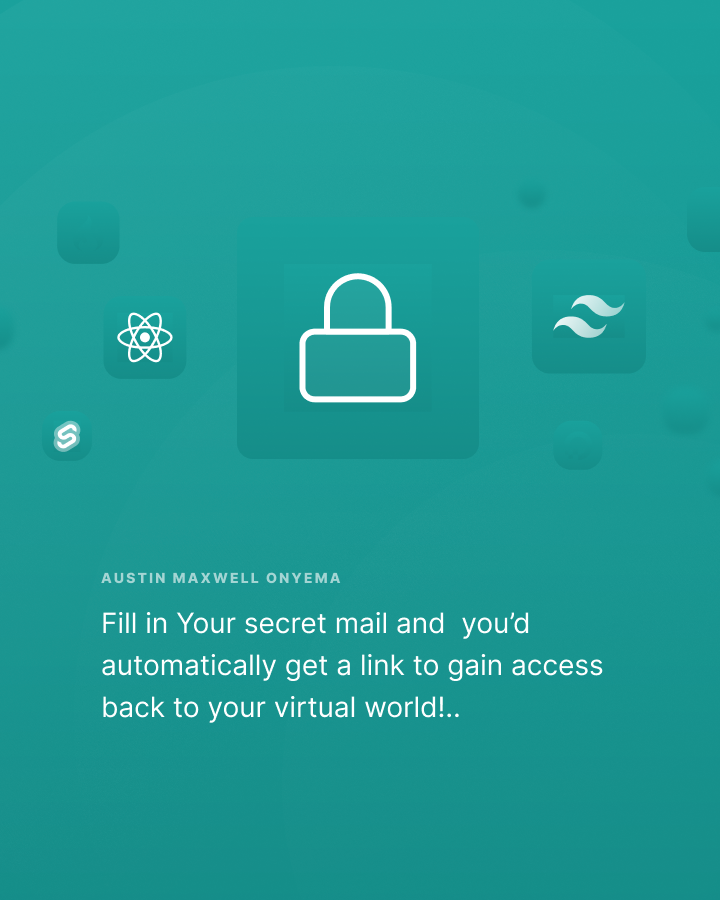 AUSTIN MAXWELL ONYEMA
Fill in Your secret mail and  you’d
automatically get a link to gain access
back to your virtual world!..